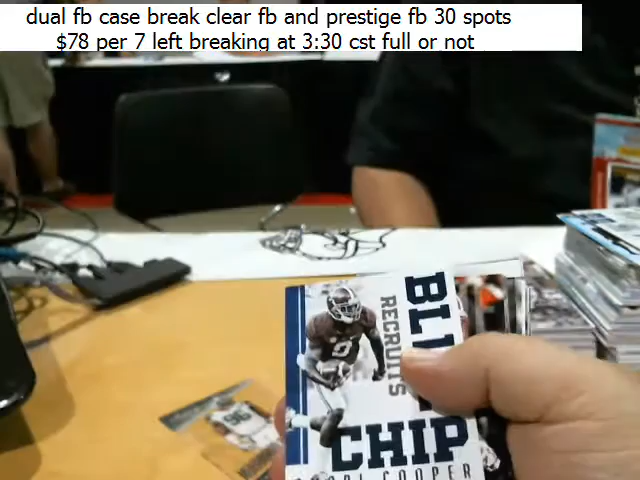 dual fb case break clear fb and prestige fb 30 spots
$78 per 7 left breaking at 3:30 cst full or not
RECRUITS
CHIP
COOPER